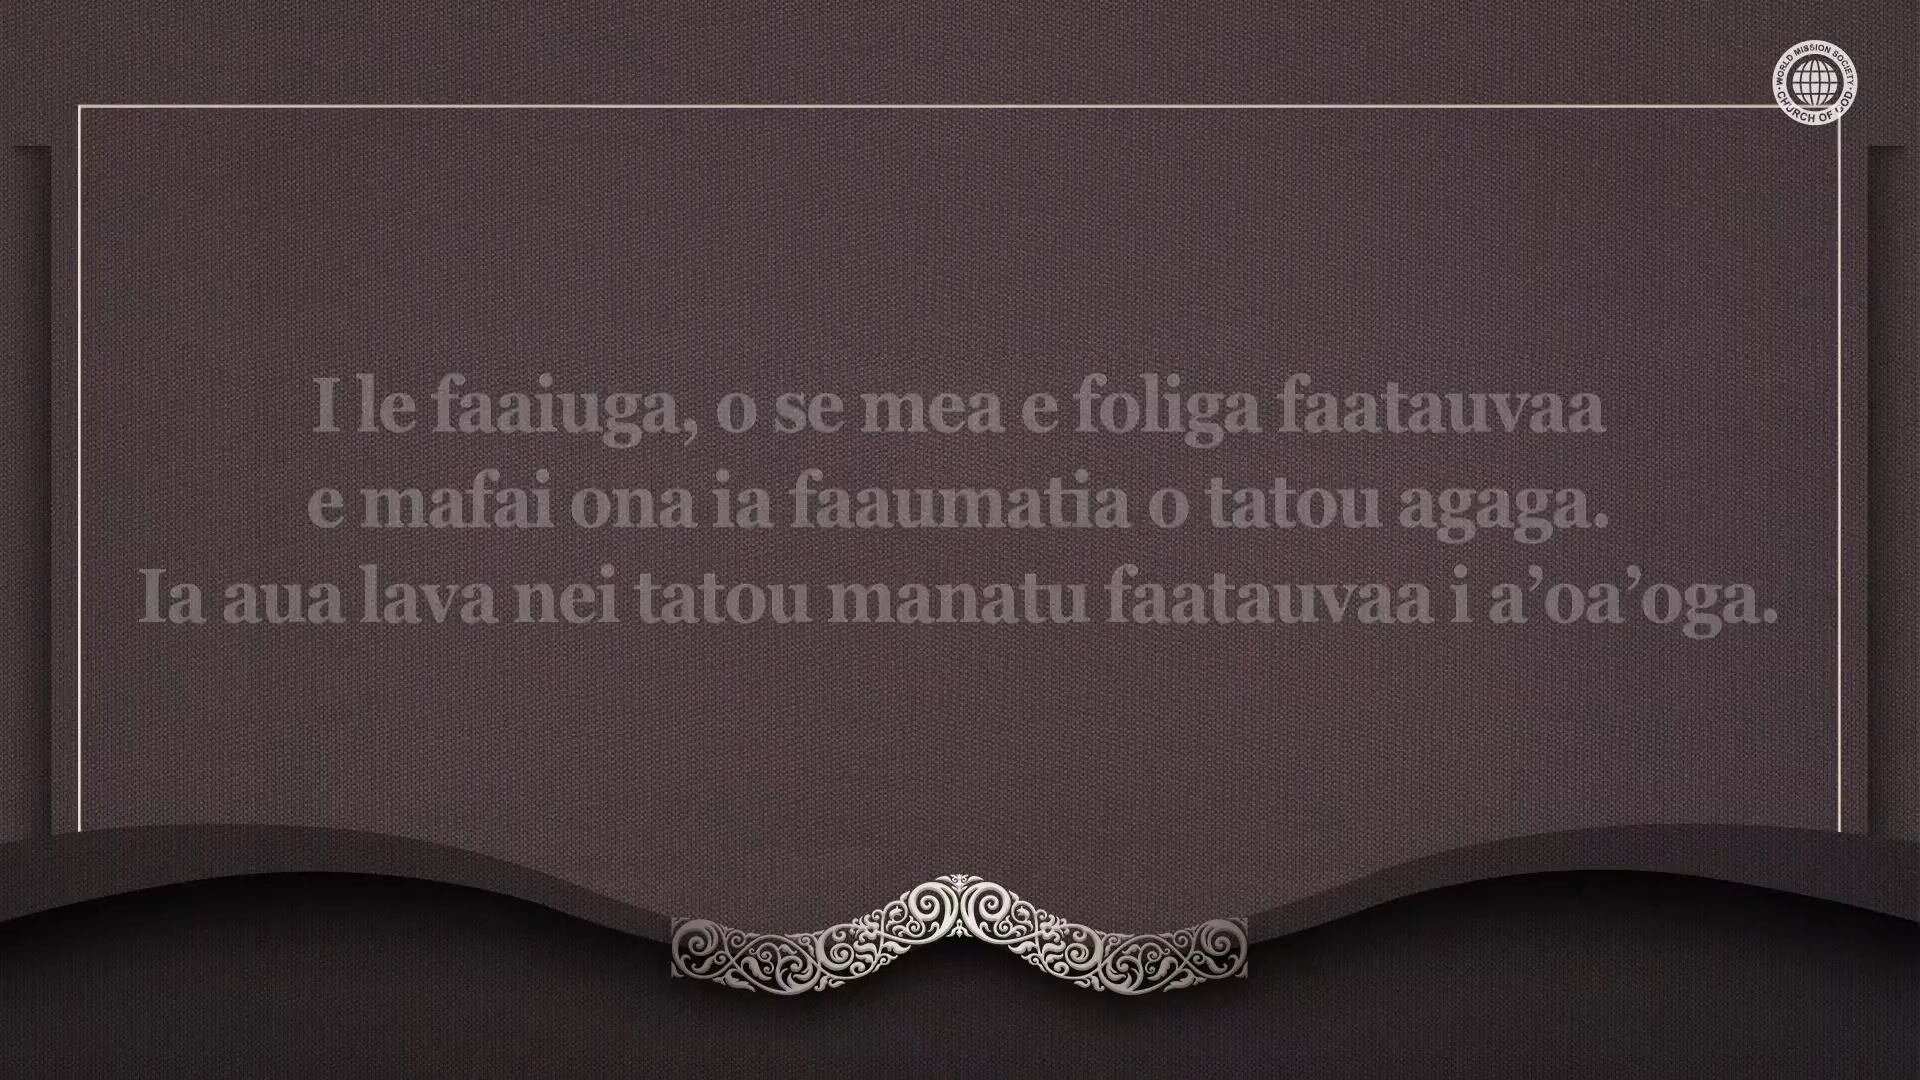 WORLD MISSION SOCIETY
CHURCH OF GOD
I le faaiuga, o se mea e foliga faatauvaa
e mafai ona ia faaumatia o tatou agaga.
Ia aua lava nei tatou manatu faatauvaa i a’oa’oga.